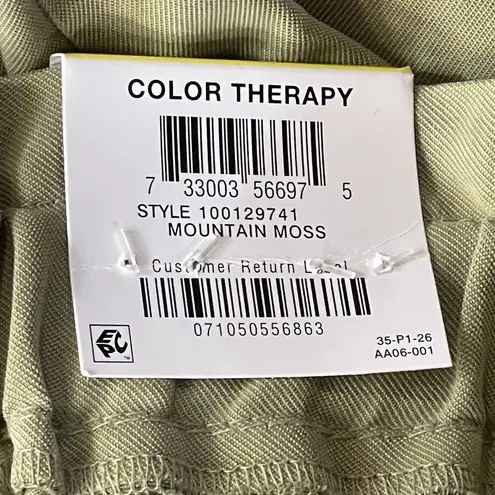 COLOR THERAPY
7 33003 56697 5
STYLE 100129741
MOUNTAIN MOSS
Customer Return Label
071050556863
EPC
35-P1-26
AA06-001